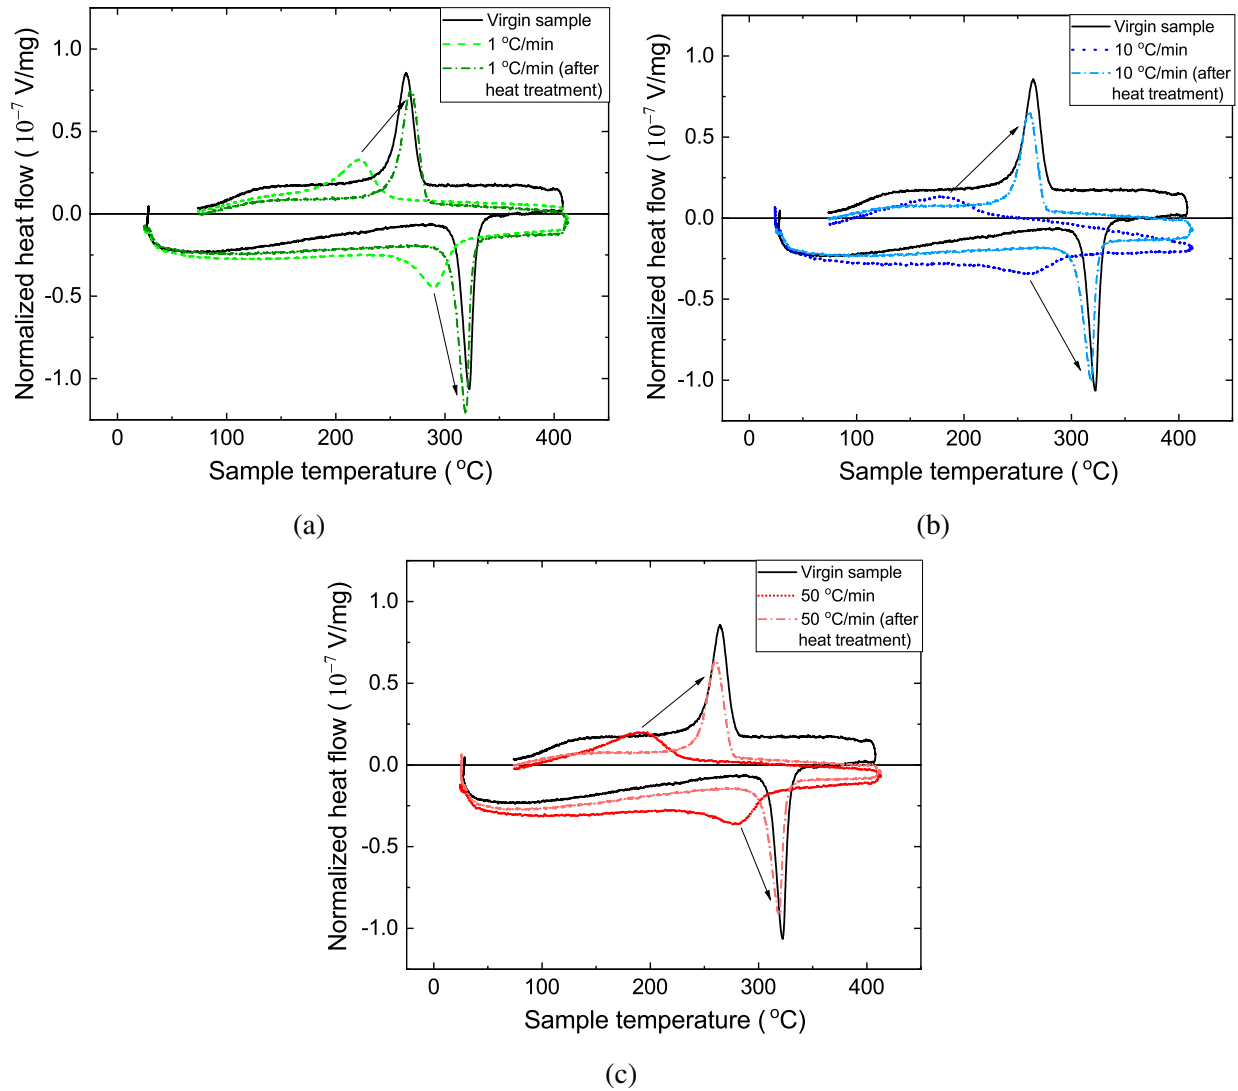 Virgin sample
1 °C/min
1 °C/min (after
heat treatment)
1.0
0.5
0.0
-0.5
-1.0
Normalized heat flow ( 10⁻⁷ V/mg)
0 100 200 300 400
Sample temperature ( °C)
(a)
Virgin sample
10 °C/min
10 °C/min (after
heat treatment)
1.0
0.5
0.0
-0.5
-1.0
Normalized heat flow ( 10⁻⁷ V/mg)
0 100 200 300 400
Sample temperature ( °C)
(b)
Virgin sample
50 °C/min
50 °C/min (after
heat treatment)
1.0
0.5
0.0
-0.5
-1.0
Normalized heat flow ( 10⁻⁷ V/mg)
0 100 200 300 400
Sample temperature ( °C)
(c)